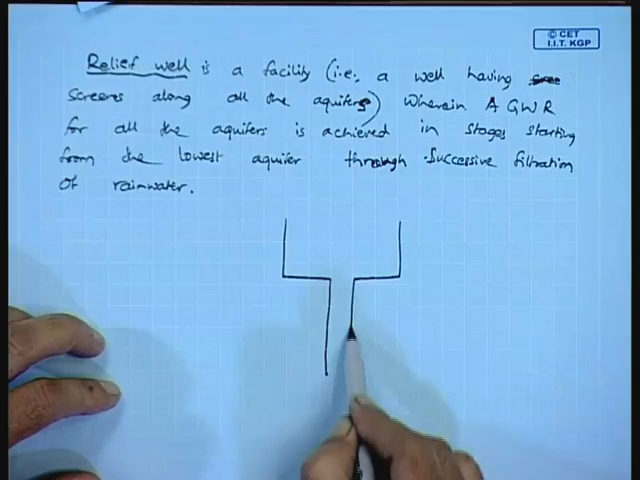 © CET
I.I.T. KGP
Relief well is a facility (i.e., a well having
screens along all the aquifers) wherein AGWR
for all the aquifers is achieved in stages starting
from the lowest aquifer through successive filtration
of rainwater.